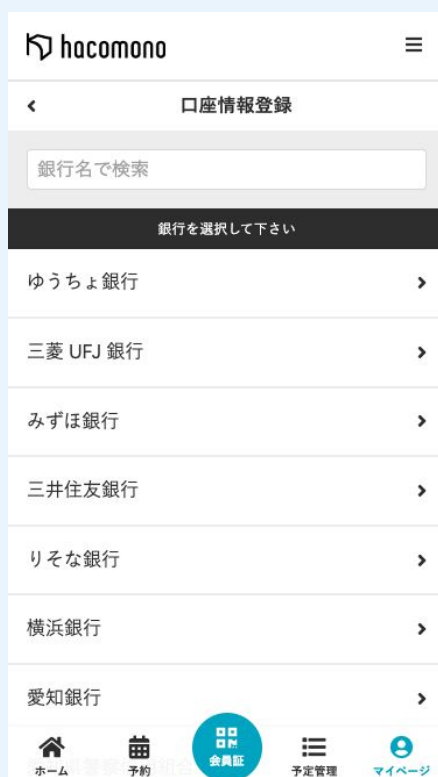 hacomono
口座情報登録
銀行名で検索
銀行を選択して下さい
ゆうちょ銀行
三菱 UFJ 銀行
みずほ銀行
三井住友銀行
りそな銀行
横浜銀行
愛知銀行
ホーム
予約
会員証
予定管理
マイページ